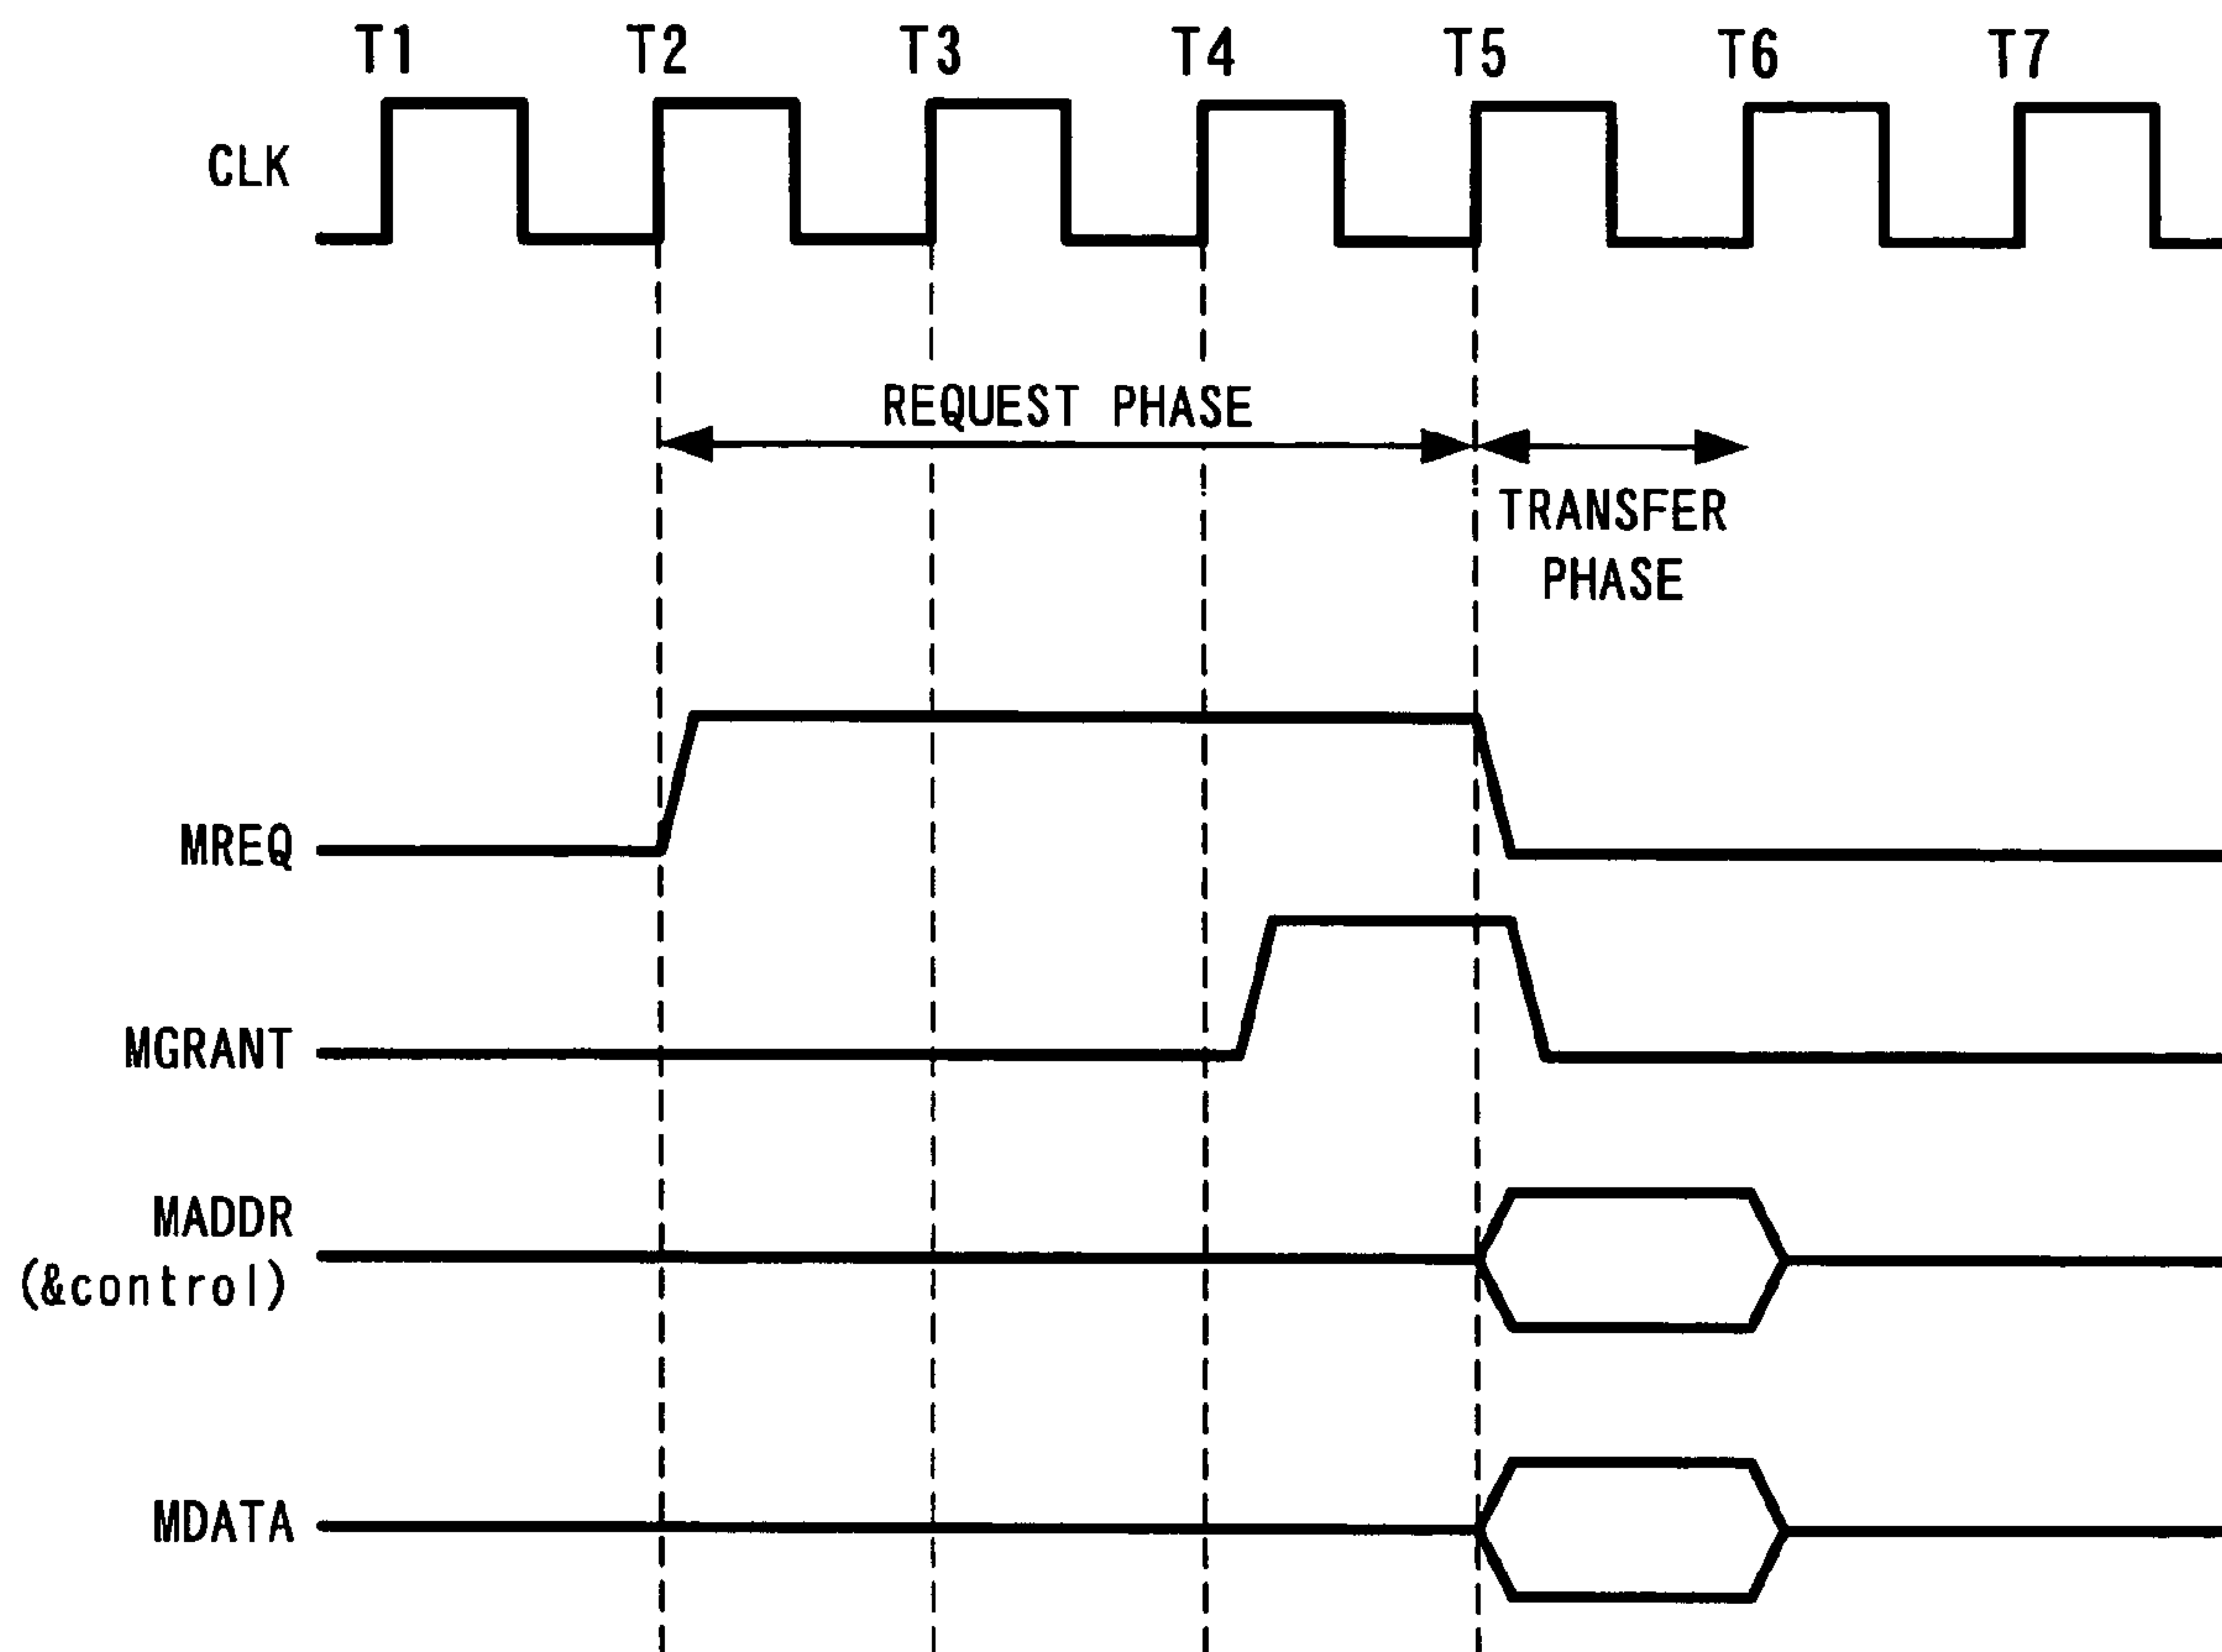 T1 T2 T3 T4 T5 T6 T7
CLK
REQUEST PHASE
TRANSFER
PHASE
MREQ
MGRANT
MADDR
(&control)
MDATA